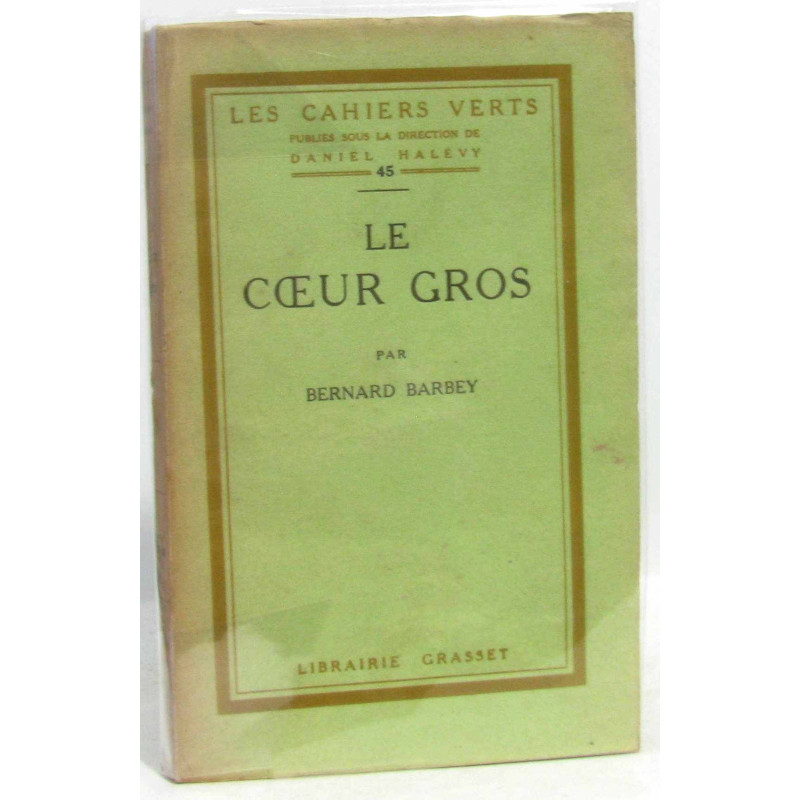 LES CAHIERS VERTS
PUBLIÉS SOUS LA DIRECTION DE
DANIEL HALÉVY
45
LE
CŒUR GROS
PAR
BERNARD BARBEY
LIBRAIRIE GRASSET